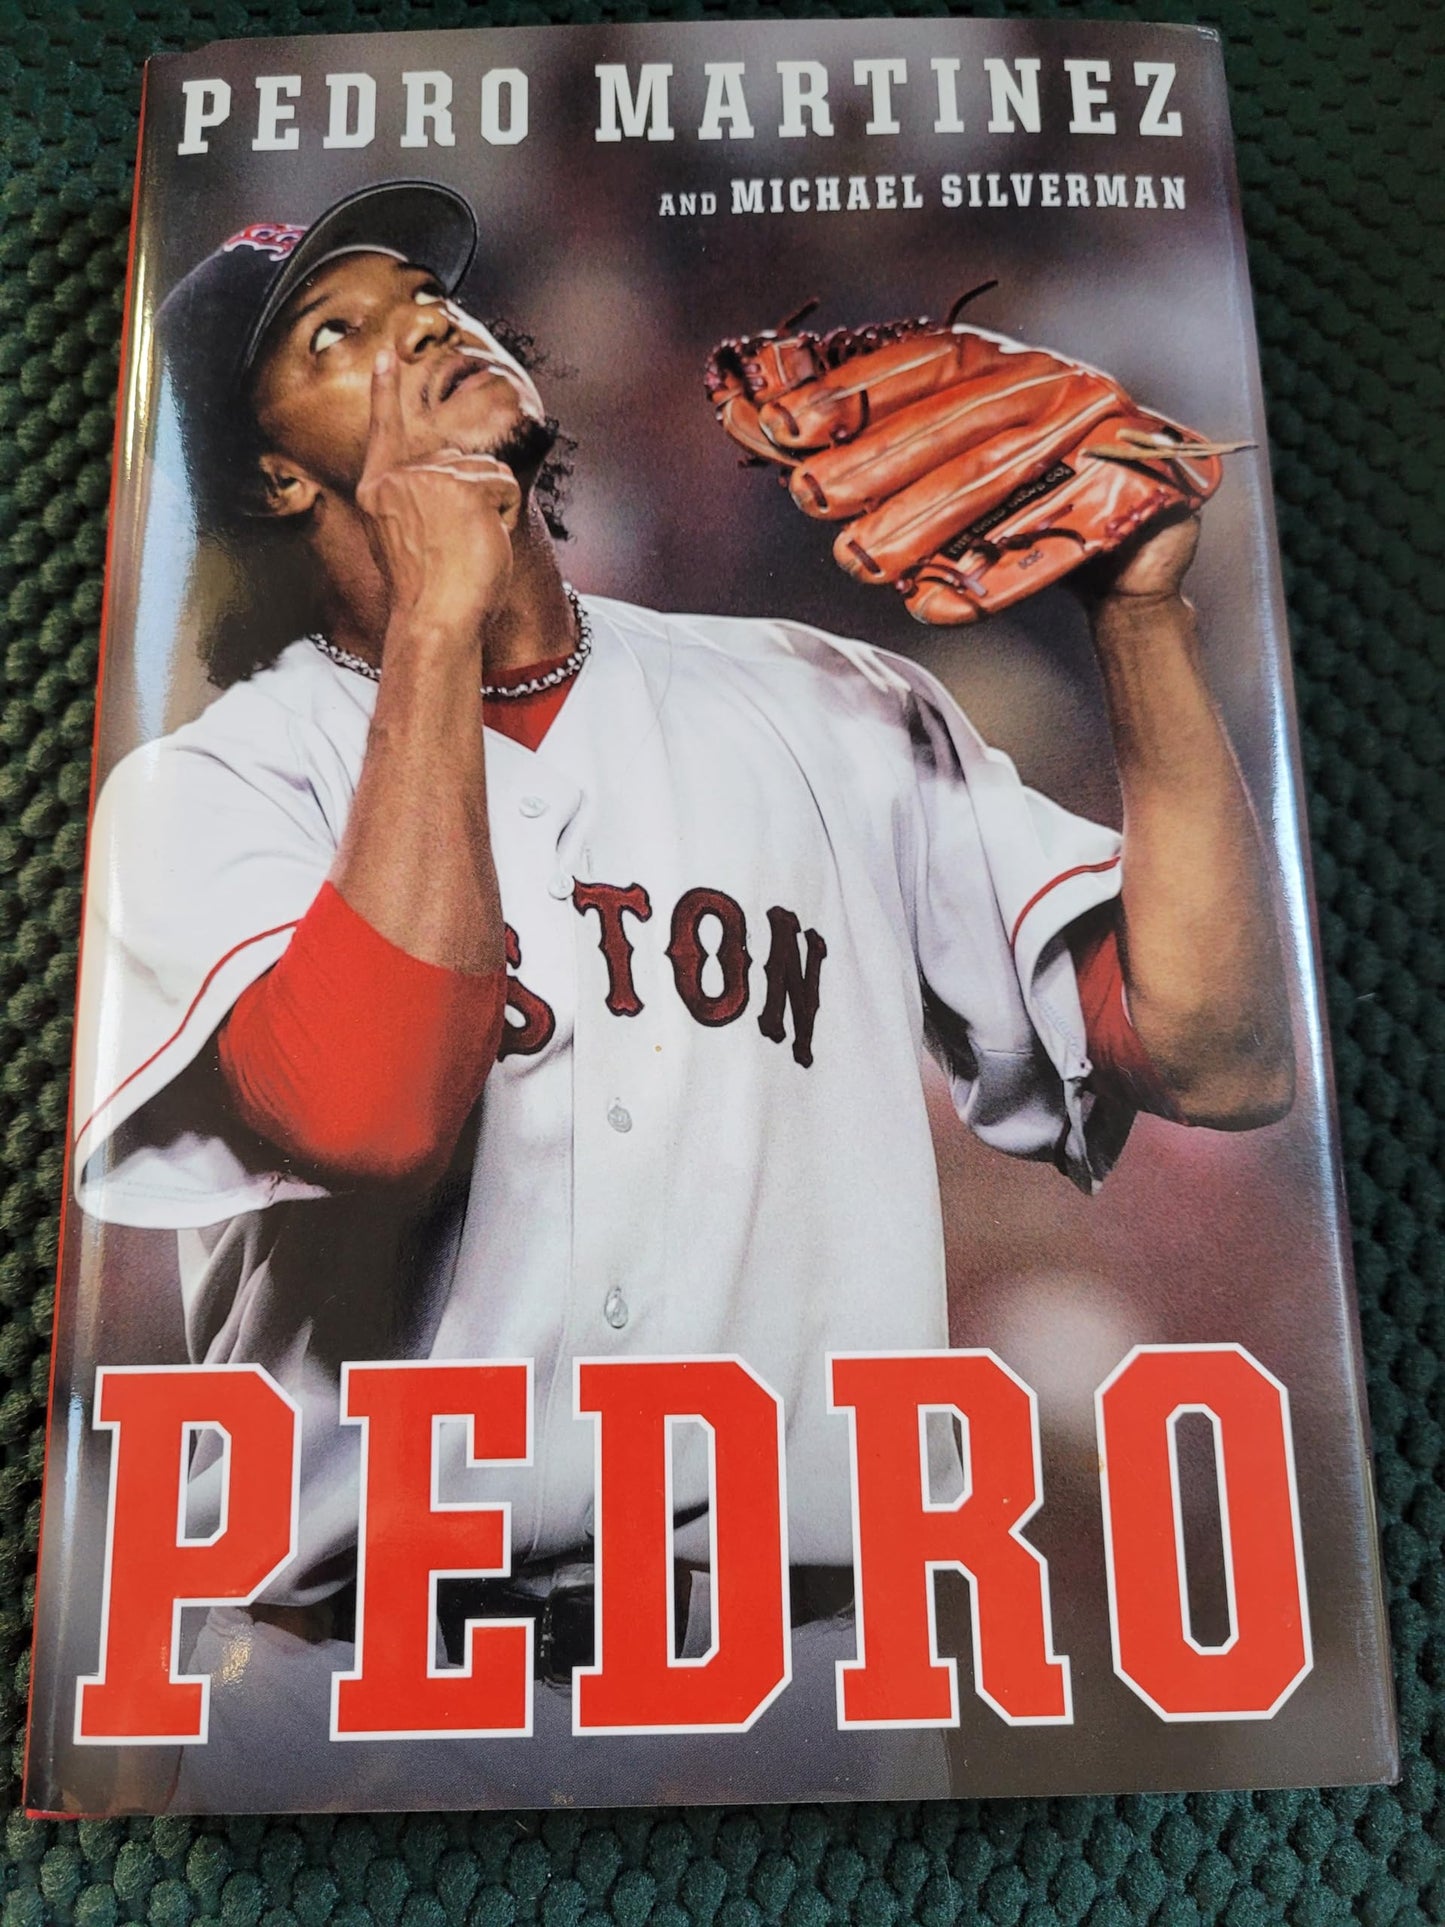 PEDRO MARTINEZ
AND MICHAEL SILVERMAN
STON
PEDRO